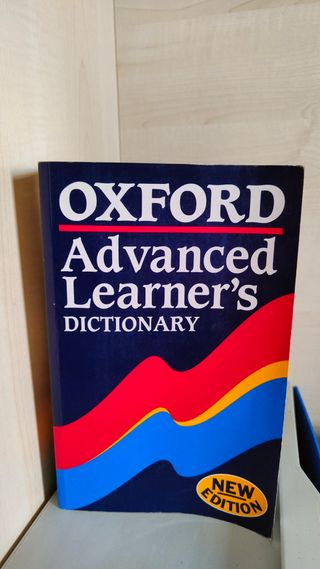 OXFORD
Advanced
Learner's
DICTIONARY
NEW
EDITION